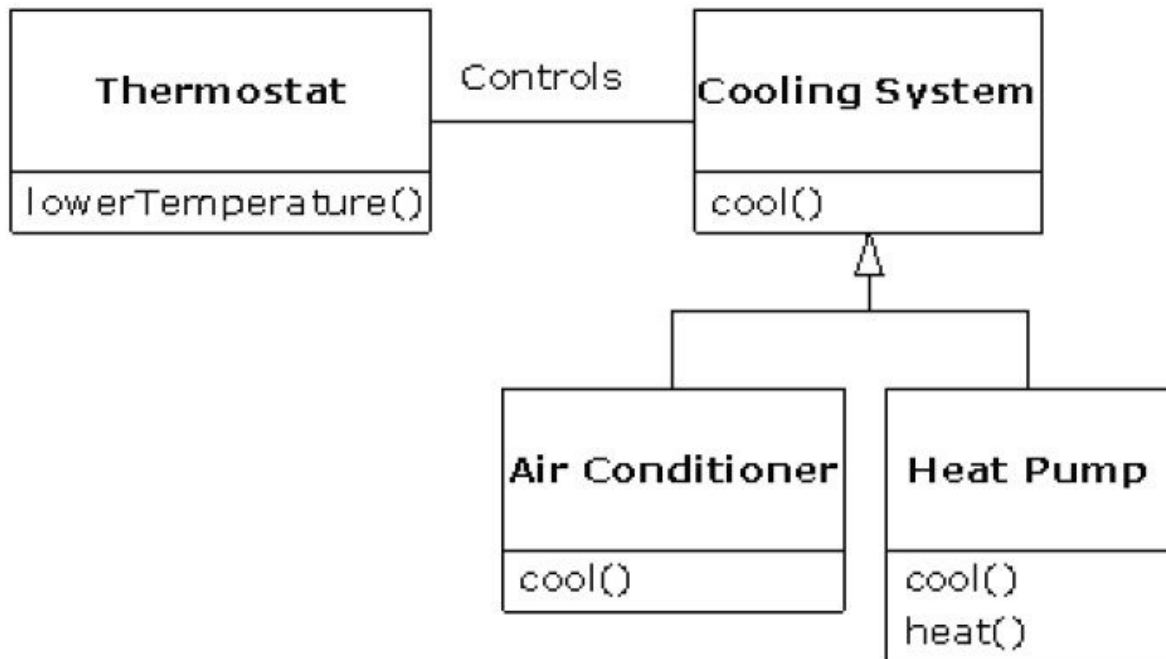 Thermostat
lowerTemperature()
Controls
Cooling System
cool()
Air Conditioner
cool()
Heat Pump
cool()
heat()